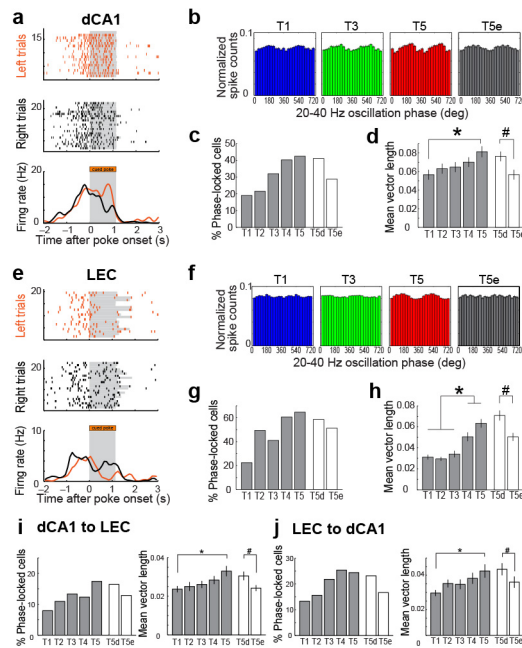 a dCA1
Left trials
15
Right trials
20
Firing rate (Hz)
20
0
cued poke
−2 −1 0 1 2 3
Time after poke onset (s)
b T1 T3 T5 T5e
Normalized
spike counts
0.1
0
0 180 360 540 720
20-40 Hz oscillation phase (deg)
c
% Phase-locked cells
50
40
30
20
10
0
T1 T2 T3 T4 T5 T5d T5e
d
Mean vector length
0.08
0.06
0.04
0.02
0
* #
T1 T2 T3 T4 T5 T5d T5e
e LEC
Left trials
20
Right trials
20
Firing rate (Hz)
10
0
cued poke
−2 −1 0 1 2 3
Time after poke onset (s)
f T1 T3 T5 T5e
Normalized
spike counts
0.1
0
0 180 360 540 720
20-40 Hz oscillation phase (deg)
g
% Phase-locked cells
60
40
20
0
T1 T2 T3 T4 T5 T5d T5e
h
Mean vector length
0.08
0.06
0.04
0.02
0
* #
T1 T2 T3 T4 T5 T5d T5e
i dCA1 to LEC
% Phase-locked cells
20
10
0
T1 T2 T3 T4 T5 T5d T5e
Mean vector length
0.04
0.02
0
* #
T1 T2 T3 T4 T5 T5d T5e
j LEC to dCA1
% Phase-locked cells
20
10
0
T1 T2 T3 T4 T5 T5d T5e
Mean vector length
0.04
0.02
0
* #
T1 T2 T3 T4 T5 T5d T5e